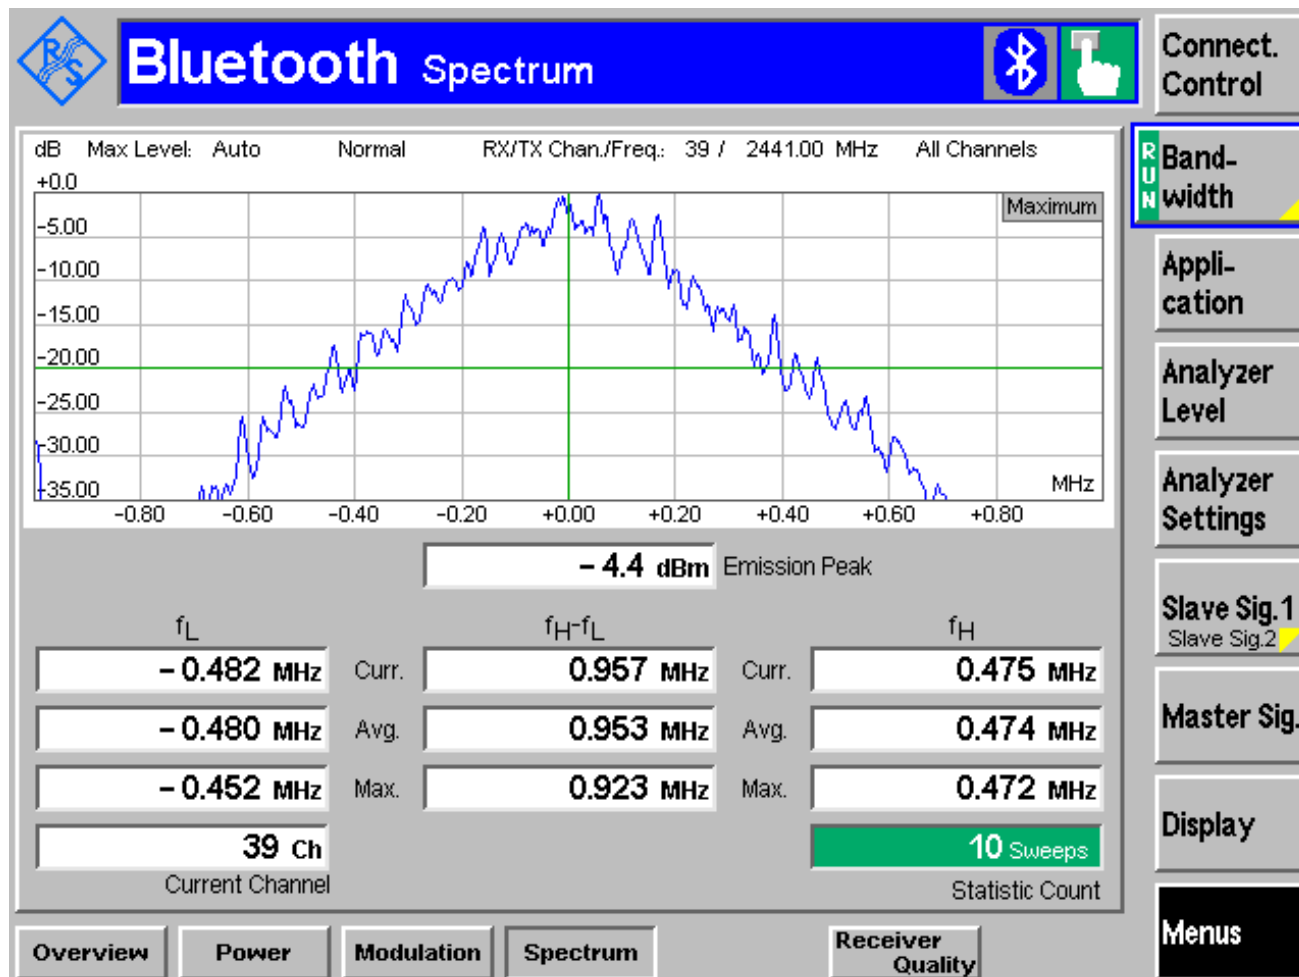 R S
Bluetooth Spectrum
Connect.
Control
dB Max Level: Auto Normal RX/TX Chan./Freq.: 39 / 2441.00 MHz All Channels
+0.0
Maximum
-5.00
-10.00
-15.00
-20.00
-25.00
-30.00
-35.00
MHz
-0.80 -0.60 -0.40 -0.20 +0.00 +0.20 +0.40 +0.60 +0.80
- 4.4 dBm Emission Peak
fL fH-fL fH
- 0.482 MHz Curr. 0.957 MHz Curr. 0.475 MHz
- 0.480 MHz Avg. 0.953 MHz Avg. 0.474 MHz
- 0.452 MHz Max. 0.923 MHz Max. 0.472 MHz
39 Ch 10 Sweeps
Current Channel Statistic Count
RUN
Band-
width
Appli-
cation
Analyzer
Level
Analyzer
Settings
Slave Sig.1
Slave Sig.2
Master Sig.
Display
Menus
Overview Power Modulation Spectrum Receiver
Quality